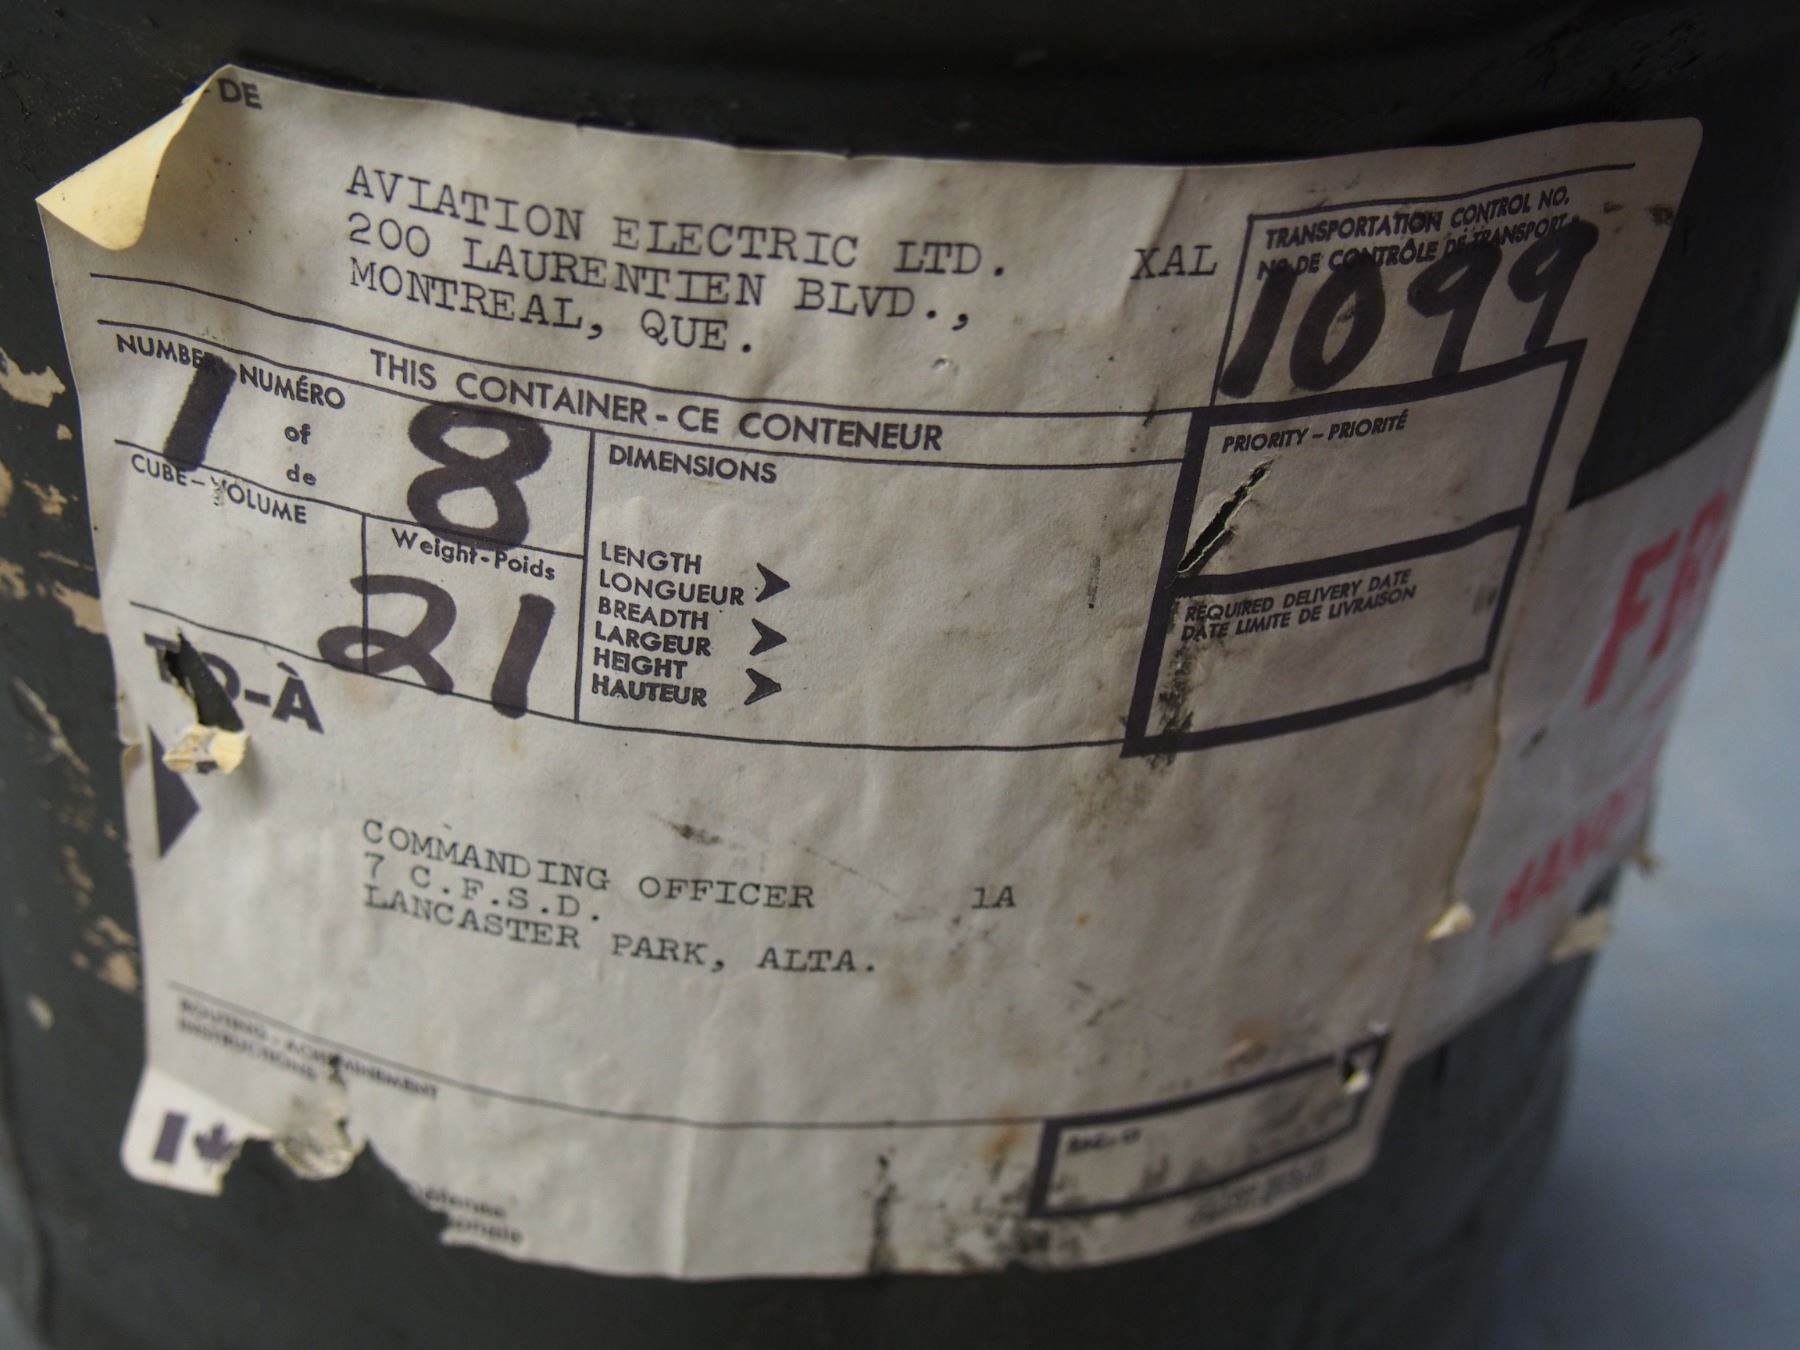 DE
AVIATION ELECTRIC LTD. XAL
200 LAURENTIEN BLVD.,
MONTREAL, QUE.
TRANSPORTATION CONTROL NO.
NO DE CONTRÔLE DE TRANSPORT
1099
THIS CONTAINER - CE CONTENEUR
NUMBER NUMÉRO
1 of 8
de
CUBE - VOLUME
Weight-Poids
21
DIMENSIONS
LENGTH
LONGUEUR
BREADTH
LARGEUR
HEIGHT
HAUTEUR
PRIORITY - PRIORITÉ
REQUIRED DELIVERY DATE
DATE LIMITE DE LIVRAISON
TO-À
COMMANDING OFFICER 1A
7 C.F.S.D.
LANCASTER PARK, ALTA.
ROUTING - ACHEMINEMENT
INSTRUCTIONS